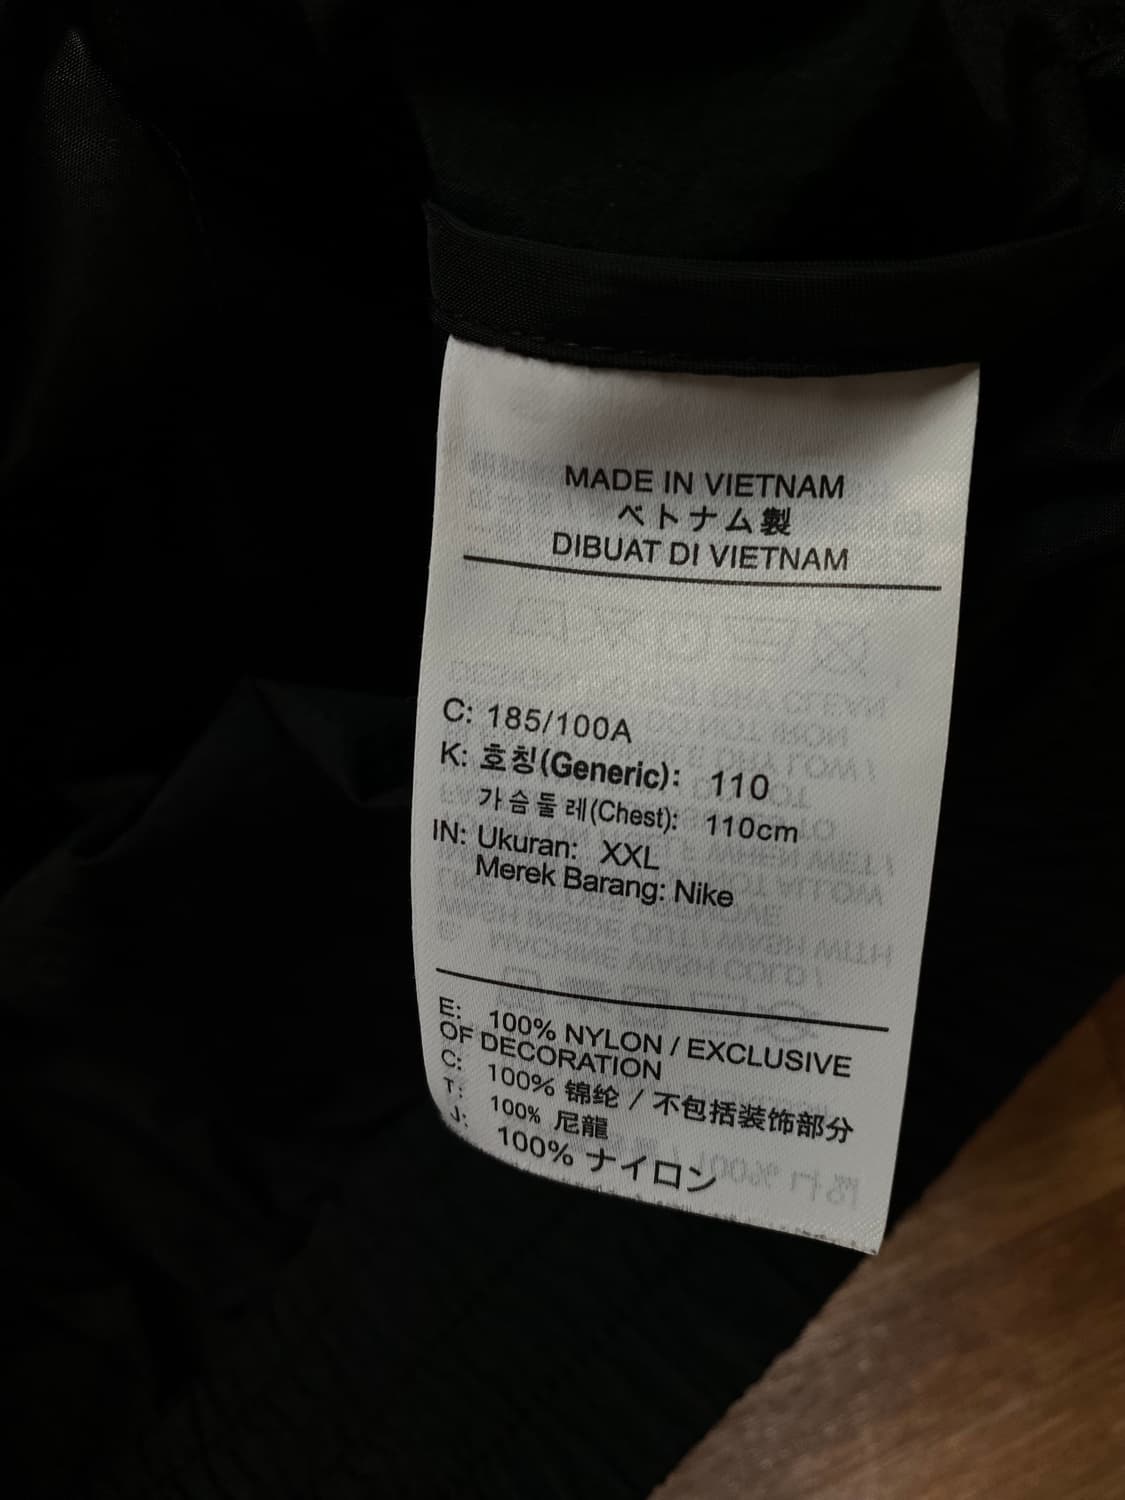 MADE IN VIETNAM
ベトナム製
DIBUAT DI VIETNAM
C: 185/100A
K: 호칭(Generic): 110
가슴둘레(Chest): 110cm
IN: Ukuran: XXL
Merek Barang: Nike
E: 100% NYLON / EXCLUSIVE
OF DECORATION
C: 100% 锦纶 / 不包括装饰部分
T: 100% 尼龍
J: 100% ナイロン